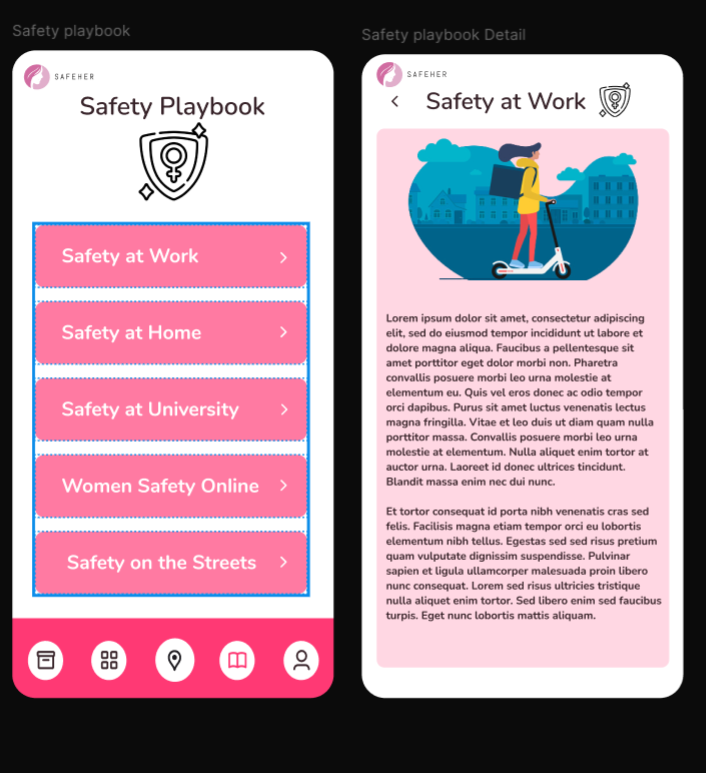 Safety playbook
SAFEHER
Safety Playbook
Safety at Work
Safety at Home
Safety at University
Women Safety Online
Safety on the Streets
Safety playbook Detail
SAFEHER
Safety at Work
Lorem ipsum dolor sit amet, consectetur adipiscing
elit, sed do eiusmod tempor incididunt ut labore et
dolore magna aliqua. Faucibus a pellentesque sit
amet porttitor eget dolor morbi non. Pharetra
convallis posuere morbi leo urna molestie at
elementum eu. Quis vel eros donec ac odio tempor
orci dapibus. Purus sit amet luctus venenatis lectus
magna fringilla. Vitae et leo duis ut diam quam nulla
porttitor massa. Convallis posuere morbi leo urna
molestie at elementum. Nulla aliquet enim tortor at
auctor urna. Laoreet id donec ultrices tincidunt.
Blandit massa enim nec dui nunc.
Et tortor consequat id porta nibh venenatis cras sed
felis. Facilisis magna etiam tempor orci eu lobortis
elementum nibh tellus. Egestas sed sed risus pretium
quam vulputate dignissim suspendisse. Pulvinar
sapien et ligula ullamcorper malesuada proin libero
nunc consequat. Lorem sed risus ultricies tristique
nulla aliquet enim tortor. Sed libero enim sed faucibus
turpis. Eget nunc lobortis mattis aliquam.